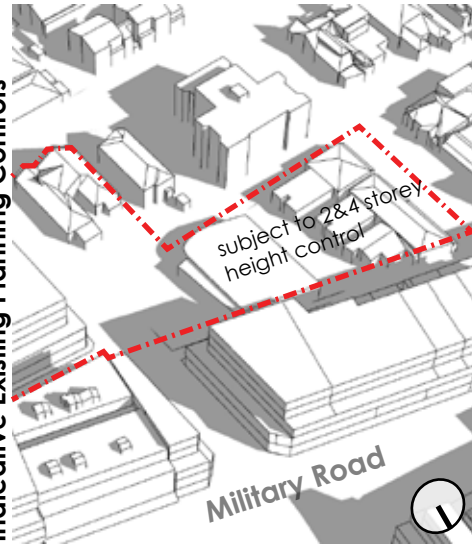 Indicative Existing Planning Controls
subject to 2&4 storey
height control
Military Road